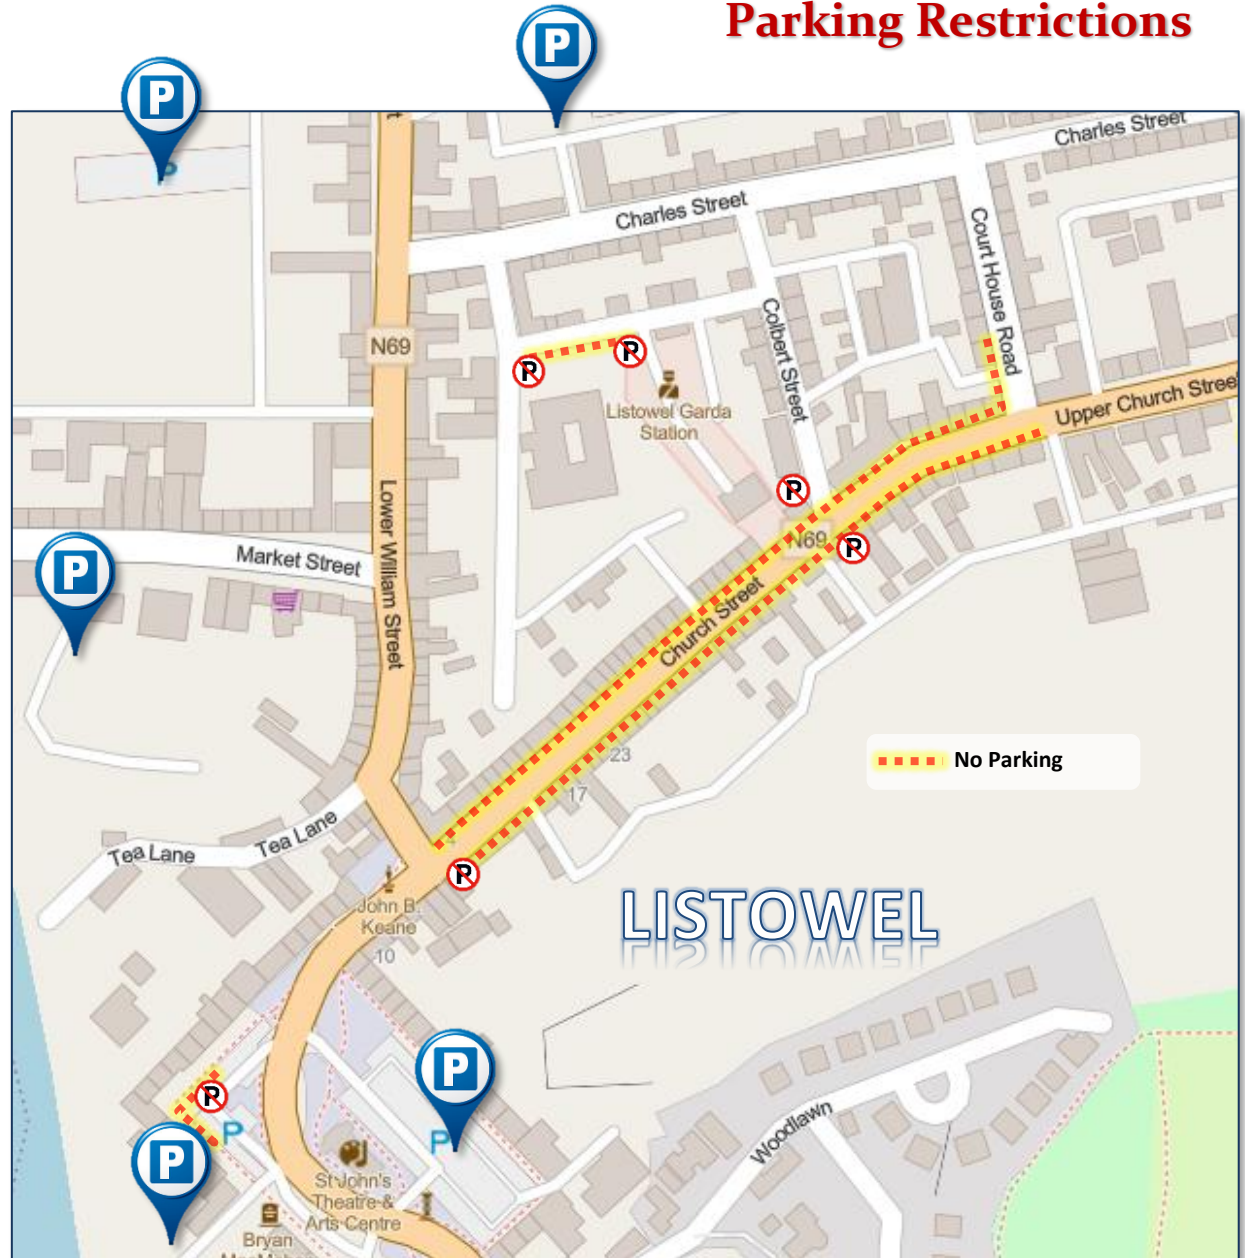 Parking Restrictions
P
P
Charles Street
Charles Street
Court House Road
N69
Colbert Street
P
P
Listowel Garda
Station
Upper Church Street
P
N69
P
Lower William Street
Market Street
P
Church Street
23
No Parking
17
Tea Lane
Tea Lane
P
John B.
Keane
10
LISTOWEL
P
P
P
P
P
Woodlawn
St John's
Theatre &
Arts Centre
Bryan